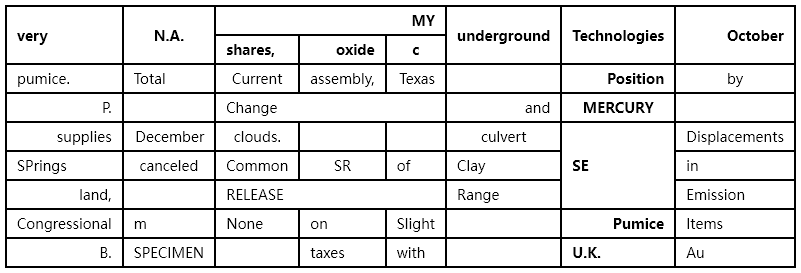 very N.A. MY underground Technologies October
shares, oxide c
pumice. Total Current assembly, Texas Position by
P. Change and MERCURY
supplies December clouds. culvert SE Displacements
SPrings canceled Common SR of Clay in
land, RELEASE Range Emission
Congressional m None on Slight Pumice Items
B. SPECIMEN taxes with U.K. Au